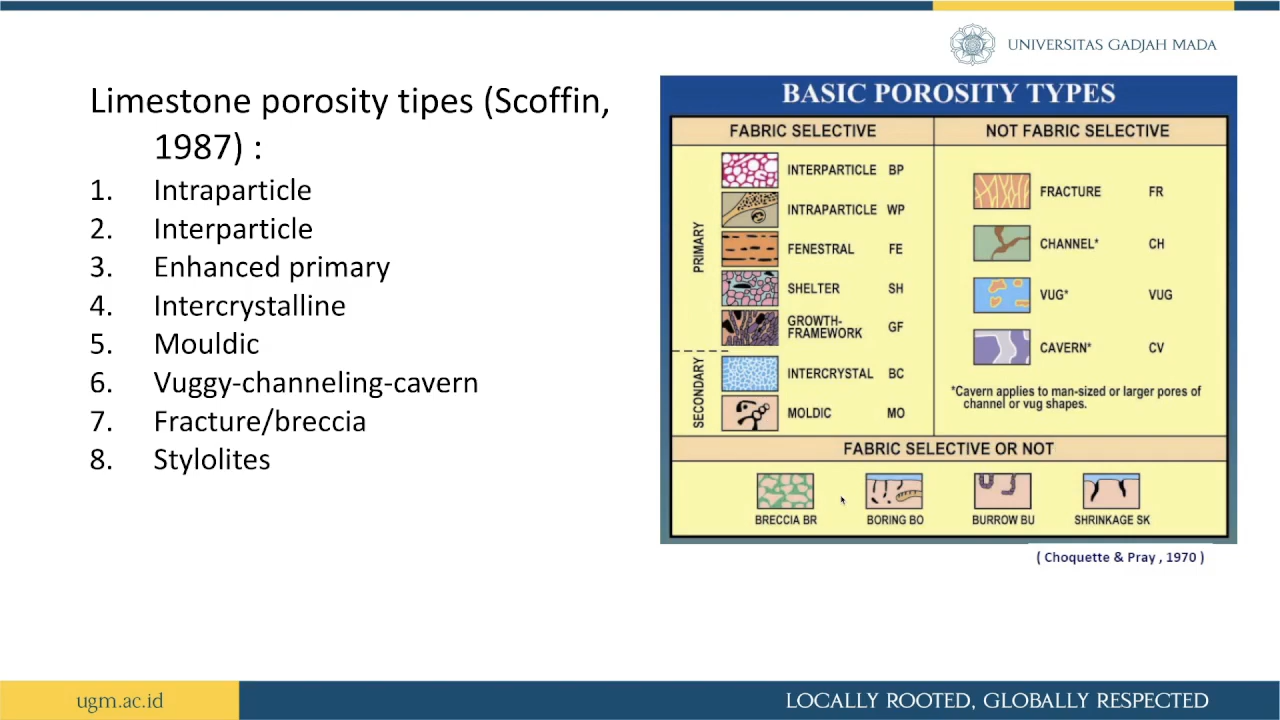 UNIVERSITAS GADJAH MADA
Limestone porosity tipes (Scoffin,
1987) :
1. Intraparticle
2. Interparticle
3. Enhanced primary
4. Intercrystalline
5. Mouldic
6. Vuggy-channeling-cavern
7. Fracture/breccia
8. Stylolites
BASIC POROSITY TYPES
FABRIC SELECTIVE
PRIMARY
INTERPARTICLE BP
INTRAPARTICLE WP
FENESTRAL FE
SHELTER SH
GROWTH-
FRAMEWORK GF
SECONDARY
INTERCRYSTAL BC
MOLDIC MO
NOT FABRIC SELECTIVE
FRACTURE FR
CHANNEL* CH
VUG* VUG
CAVERN* CV
*Cavern applies to man-sized or larger pores of
channel or vug shapes.
FABRIC SELECTIVE OR NOT
BRECCIA BR
BORING BO
BURROW BU
SHRINKAGE SK
( Choquette & Pray , 1970 )
ugm.ac.id
LOCALLY ROOTED, GLOBALLY RESPECTED